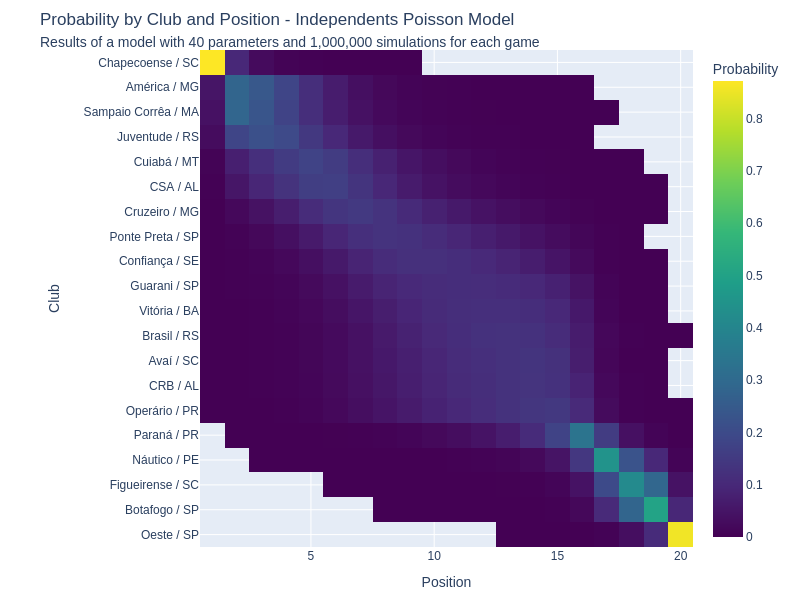 Probability by Club and Position - Independents Poisson Model
Results of a model with 40 parameters and 1,000,000 simulations for each game
Probability
Chapecoense / SC
América / MG
Sampaio Corrêa / MA
Juventude / RS
Cuiabá / MT
CSA / AL
Cruzeiro / MG
Ponte Preta / SP
Confiança / SE
Guarani / SP
Vitória / BA
Brasil / RS
Avaí / SC
CRB / AL
Operário / PR
Paraná / PR
Náutico / PE
Figueirense / SC
Botafogo / SP
Oeste / SP
Club
5
10
15
20
Position
0.8
0.7
0.6
0.5
0.4
0.3
0.2
0.1
0